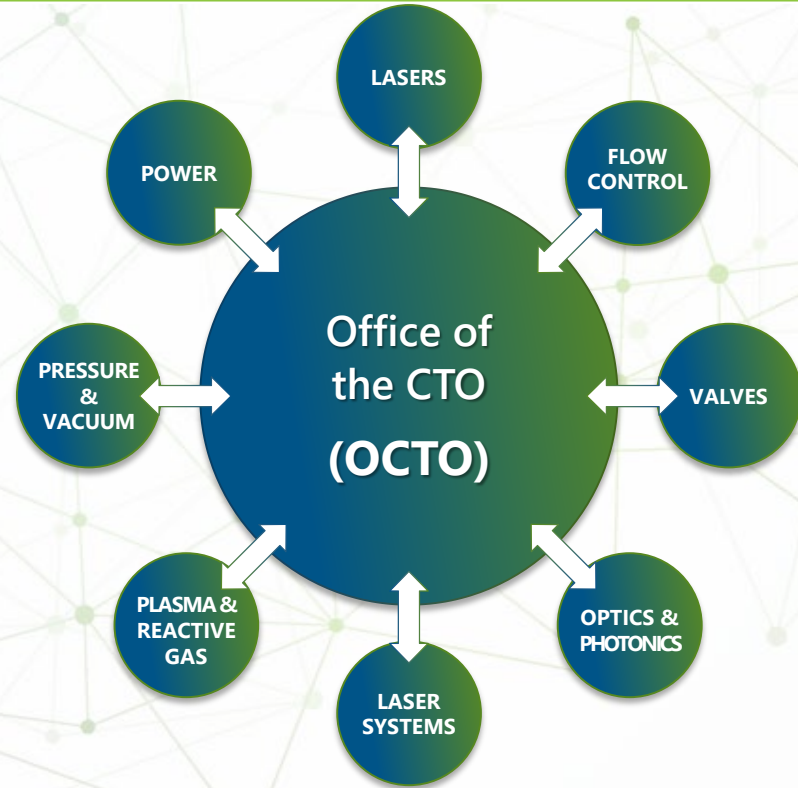 LASERS
FLOW
CONTROL
POWER
Office of
the CTO
(OCTO)
PRESSURE
&
VACUUM
VALVES
PLASMA &
REACTIVE
GAS
OPTICS &
PHOTONICS
LASER
SYSTEMS